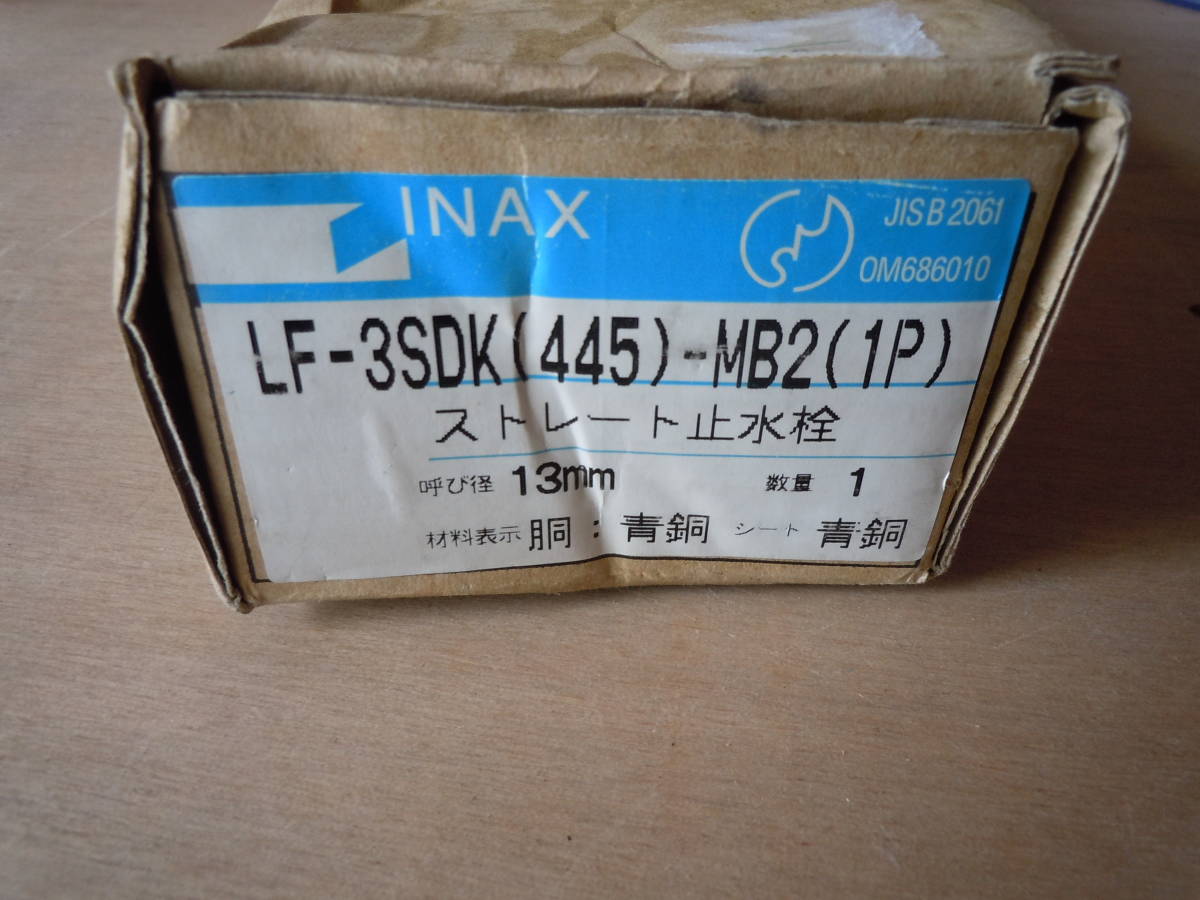 INAX
JIS B 2061
OM686010
LF-3SDK(445)-MB2(1P)
ストレート止水栓
呼び径 13mm 数量 1
材料表示 胴:青銅 シート 青銅